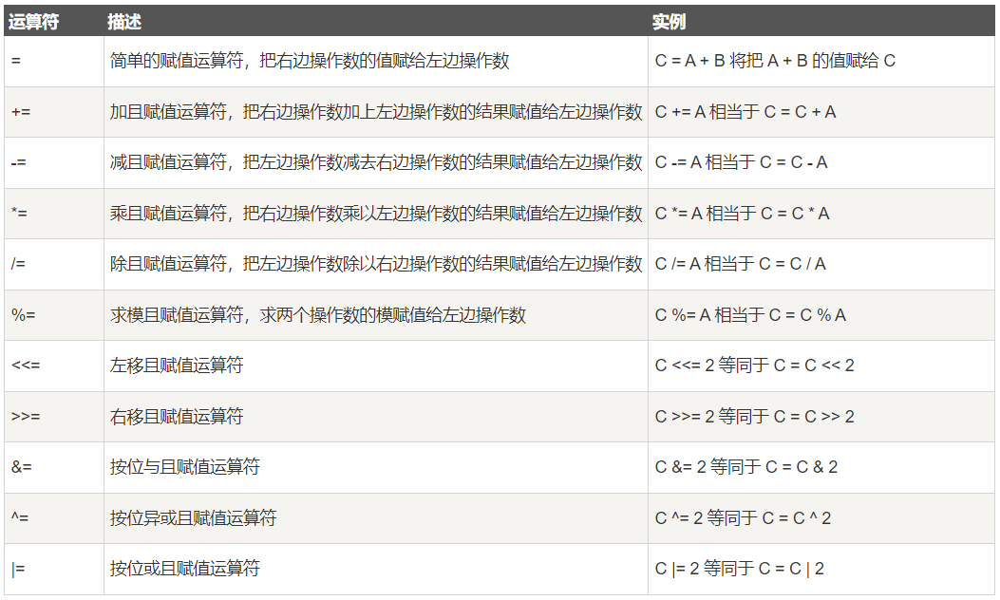 运算符 描述 实例
= 简单的赋值运算符，把右边操作数的值赋给左边操作数 C = A + B 将把 A + B 的值赋给 C
+= 加且赋值运算符，把右边操作数加上左边操作数的结果赋值给左边操作数 C += A 相当于 C = C + A
-= 减且赋值运算符，把左边操作数减去右边操作数的结果赋值给左边操作数 C -= A 相当于 C = C - A
*= 乘且赋值运算符，把右边操作数乘以左边操作数的结果赋值给左边操作数 C *= A 相当于 C = C * A
/= 除且赋值运算符，把左边操作数除以右边操作数的结果赋值给左边操作数 C /= A 相当于 C = C / A
%= 求模且赋值运算符，求两个操作数的模赋值给左边操作数 C %= A 相当于 C = C % A
<<= 左移且赋值运算符 C <<= 2 等同于 C = C << 2
>>= 右移且赋值运算符 C >>= 2 等同于 C = C >> 2
&= 按位与且赋值运算符 C &= 2 等同于 C = C & 2
^= 按位异或且赋值运算符 C ^= 2 等同于 C = C ^ 2
|= 按位或且赋值运算符 C |= 2 等同于 C = C | 2